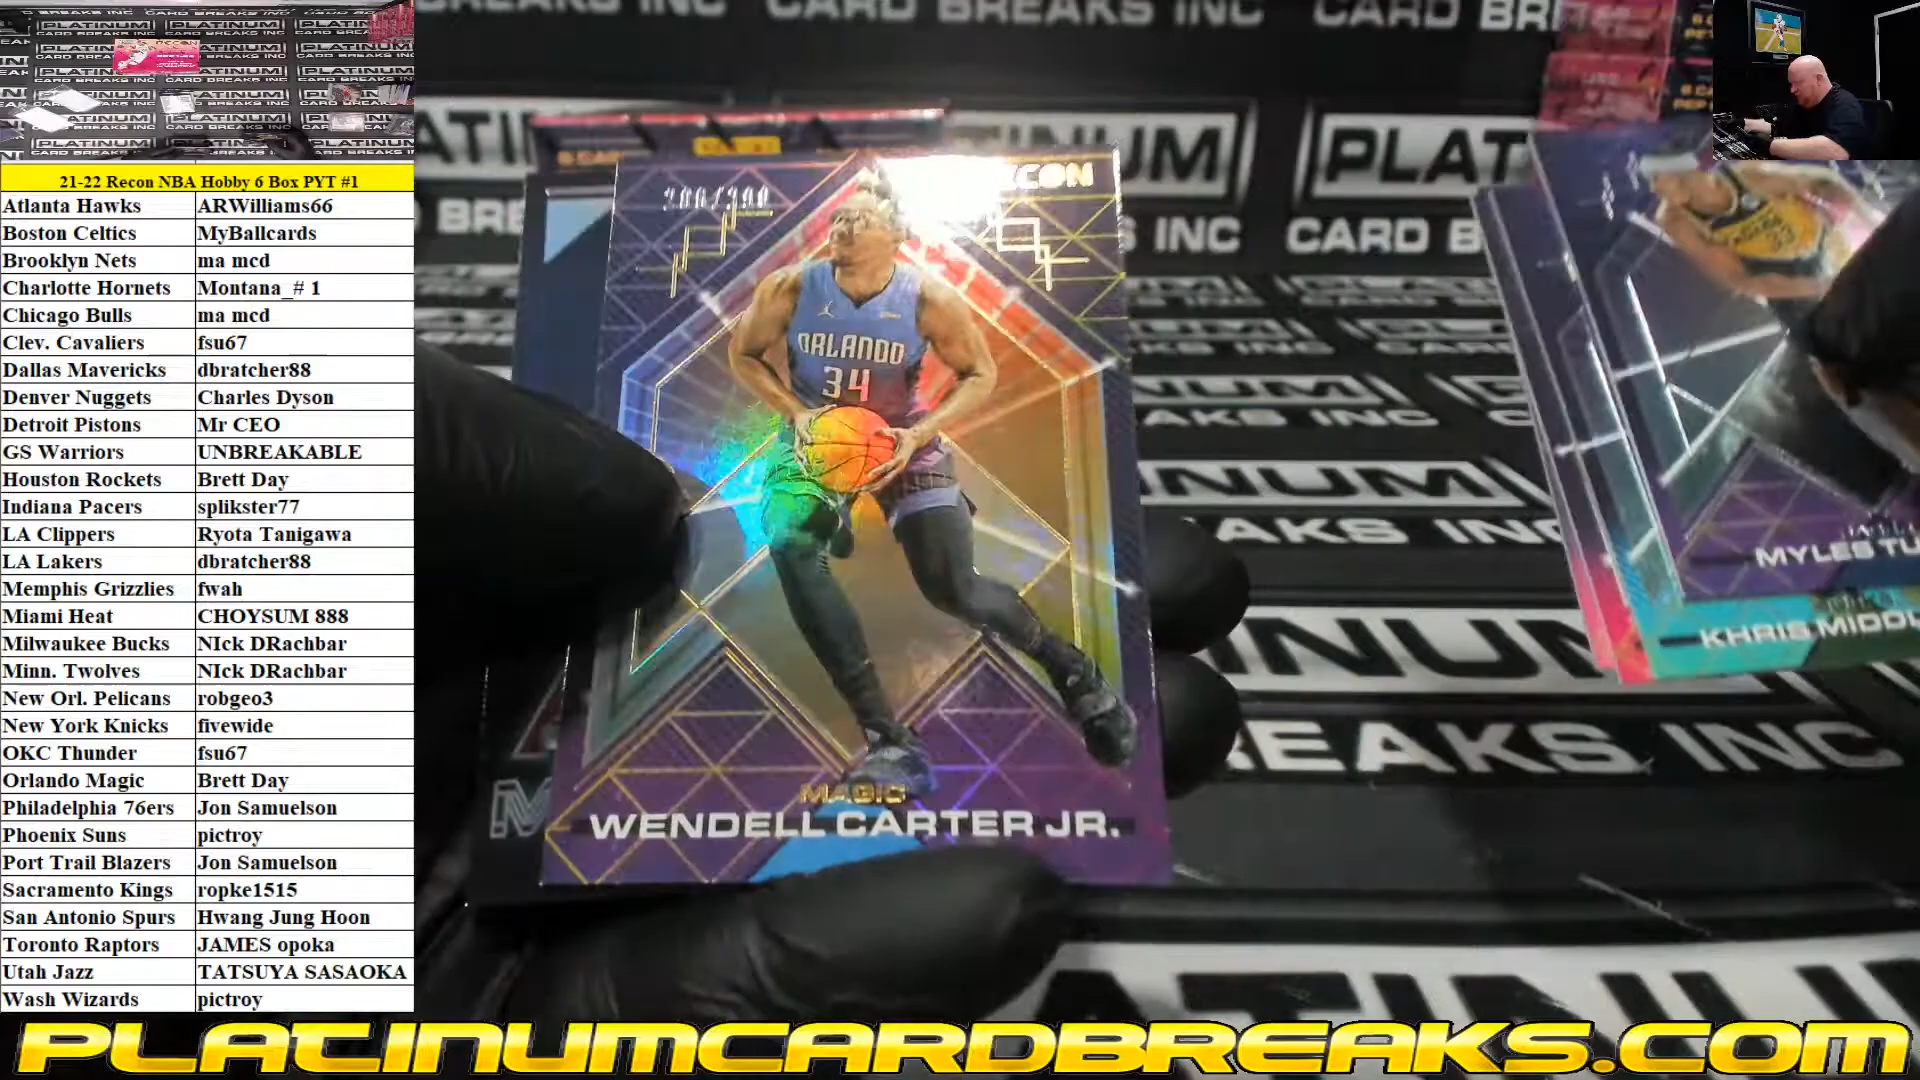 21-22 Recon NBA Hobby 6 Box PYT #1
Atlanta Hawks ARWilliams66
Boston Celtics MyBallcards
Brooklyn Nets ma mcd
Charlotte Hornets Montana_# 1
Chicago Bulls ma mcd
Clev. Cavaliers fsu67
Dallas Mavericks dbratcher88
Denver Nuggets Charles Dyson
Detroit Pistons Mr CEO
GS Warriors UNBREAKABLE
Houston Rockets Brett Day
Indiana Pacers splikster77
LA Clippers Ryota Tanigawa
LA Lakers dbratcher88
Memphis Grizzlies fwah
Miami Heat CHOYSUM 888
Milwaukee Bucks NIck DRachbar
Minn. Twolves NIck DRachbar
New Orl. Pelicans robgeo3
New York Knicks fivewide
OKC Thunder fsu67
Orlando Magic Brett Day
Philadelphia 76ers Jon Samuelson
Phoenix Suns pictroy
Port Trail Blazers Jon Samuelson
Sacramento Kings ropke1515
San Antonio Spurs Hwang Jung Hoon
Toronto Raptors JAMES opoka
Utah Jazz TATSUYA SASAOKA
Wash Wizards pictroy
CARD BREAKS INC
PLATINUM
ORLANDO
34
MAGIC
WENDELL CARTER JR.
MYLES
KHRIS
PLATINUMCARDBREAKS.COM